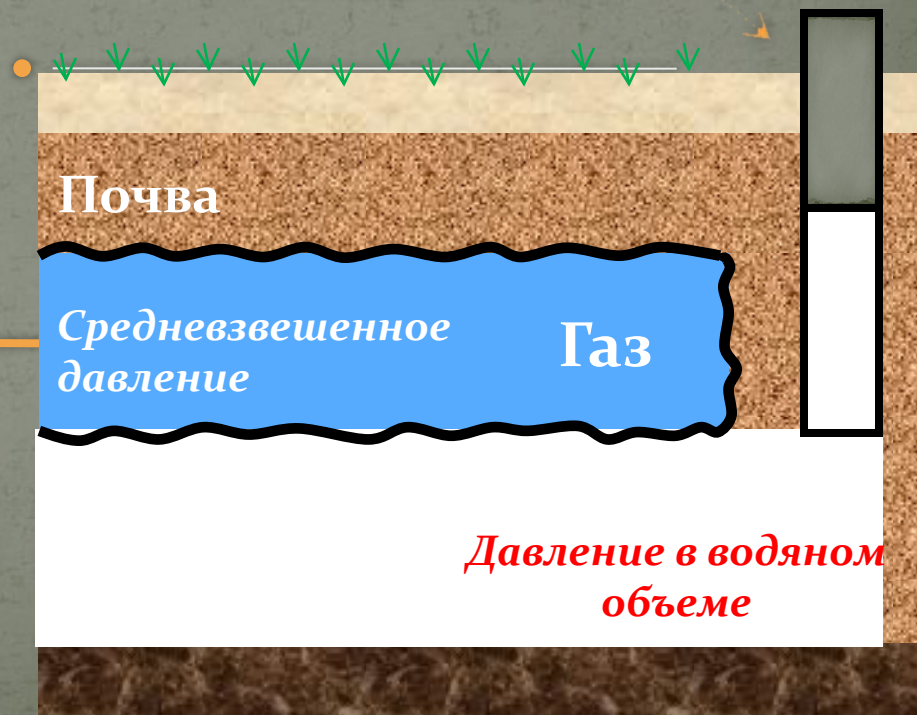 Почва
Средневзвешенное
давление
Газ
Давление в водяном
объеме